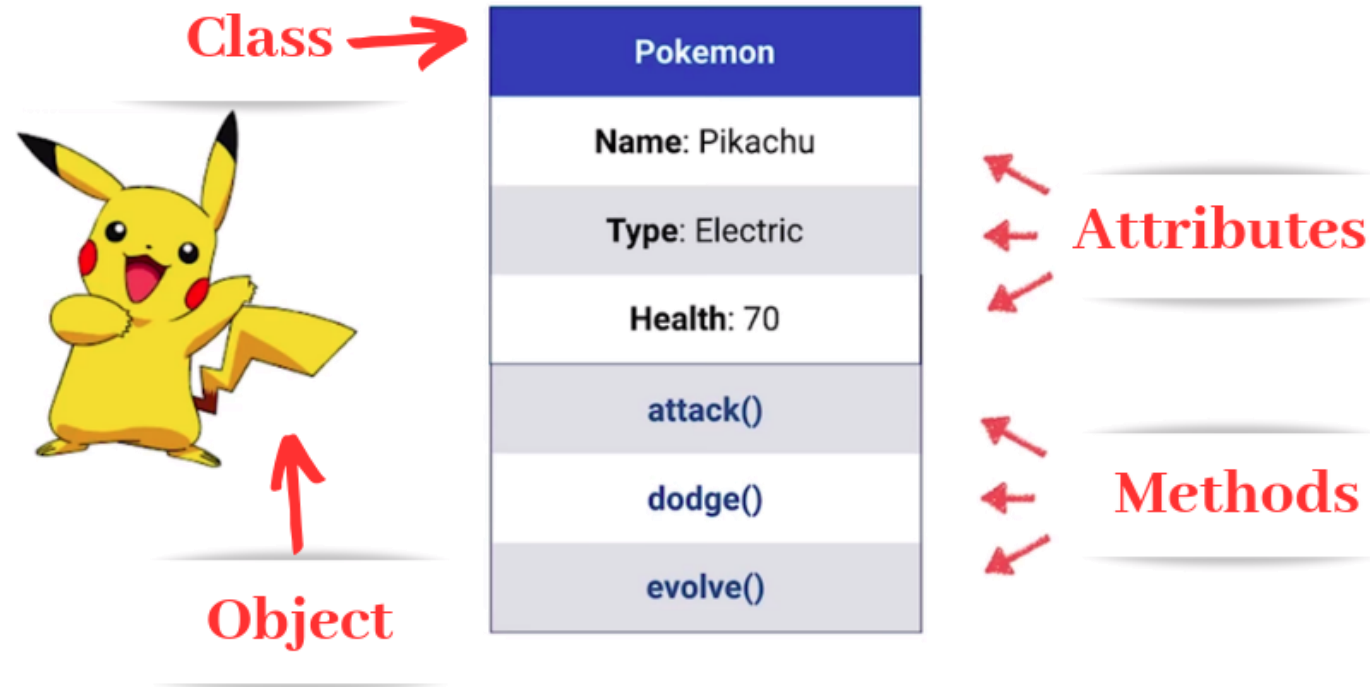 Class
Pokemon
Name: Pikachu
Type: Electric
Health: 70
Attributes
attack()
dodge()
evolve()
Methods
Object